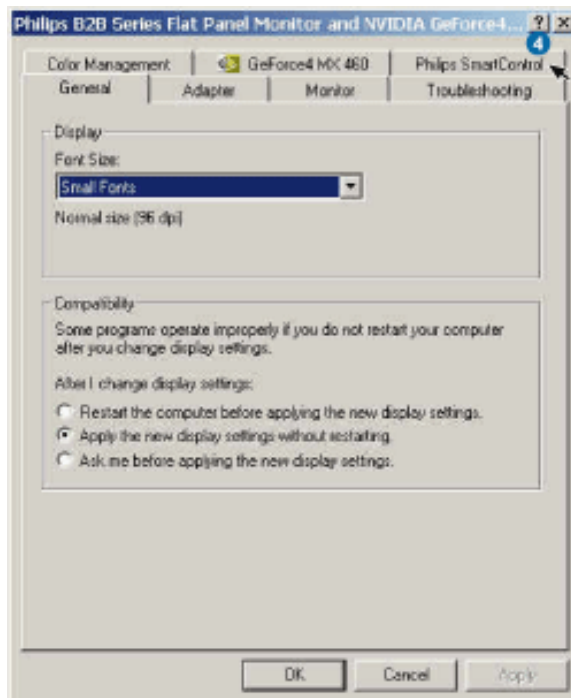 Philips B2B Series Flat Panel Monitor and NVIDIA GeForce4... ? X
4
Color Management GeForce4 MX 460 Philips SmartControl
General Adapter Monitor Troubleshooting
Display
Font Size:
Small Fonts
Normal size (96 dpi)
Compatibility
Some programs operate improperly if you do not restart your computer
after you change display settings.
After I change display settings:
Restart the computer before applying the new display settings.
Apply the new display settings without restarting.
Ask me before applying the new display settings.
OK Cancel Apply